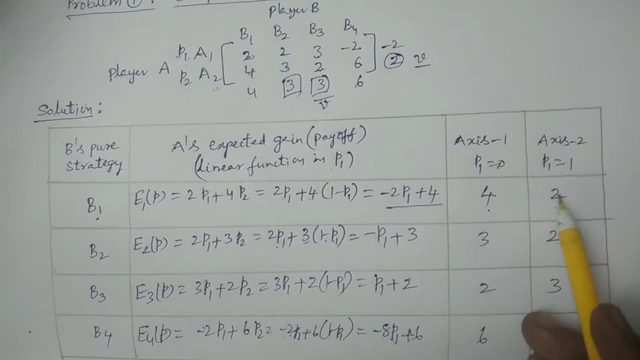 Problem ①:
Player B
B₁ B₂ B₃ B₄
P₁ A₁ 2 2 3 -2 -2
Player A P₂ A₂ 4 3 2 6 ② v
4 3 3 6
v
Solution:
B's pure strategy A's expected gain (payoff) (linear function in P₁) Axis-1 P₁=0 Axis-2 P₁=1
B₁ E₁(P) = 2P₁+4P₂ = 2P₁+4(1-P₁) = -2P₁+4 4 2
B₂ E₂(P) = 2P₁+3P₂ = 2P₁+3(1-P₁) = -P₁+3 3 2
B₃ E₃(P) = 3P₁+2P₂ = 3P₁+2(1-P₁) = P₁+2 2 3
B₄ E₄(P) = -2P₁+6P₂ = -2P₁+6(1-P₁) = -8P₁+6 6